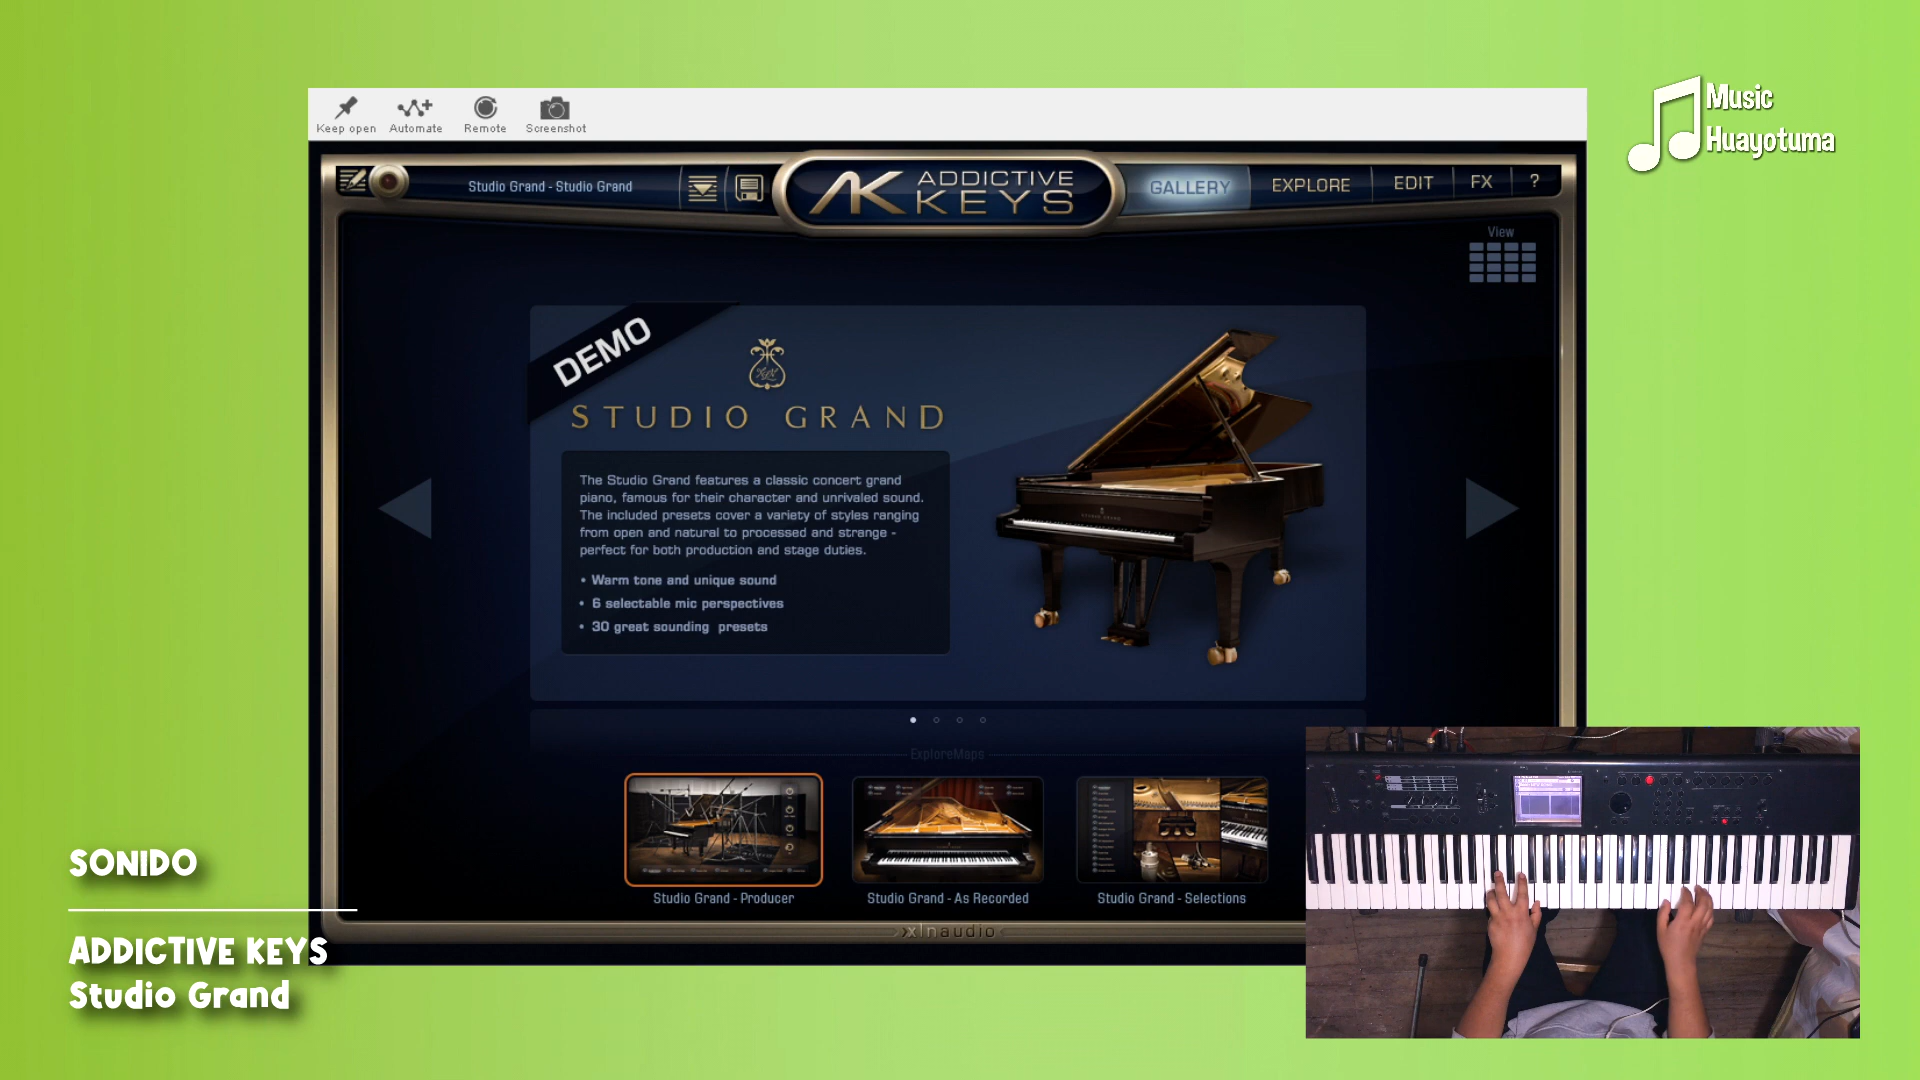 Keep open
Automate
Remote
Screenshot
Music
Huayotuma
Studio Grand - Studio Grand
ADDICTIVE
KEYS
GALLERY
EXPLORE
EDIT
FX
?
View
DEMO
STUDIO GRAND
The Studio Grand features a classic concert grand
piano, famous for their character and unrivaled sound.
The included presets cover a variety of styles ranging
from open and natural to processed and strange -
perfect for both production and stage duties.
• Warm tone and unique sound
• 6 selectable mic perspectives
• 30 great sounding presets
ExploreMaps
Studio Grand - Producer
Studio Grand - As Recorded
Studio Grand - Selections
xlnaudio
SONIDO
ADDICTIVE KEYS
Studio Grand